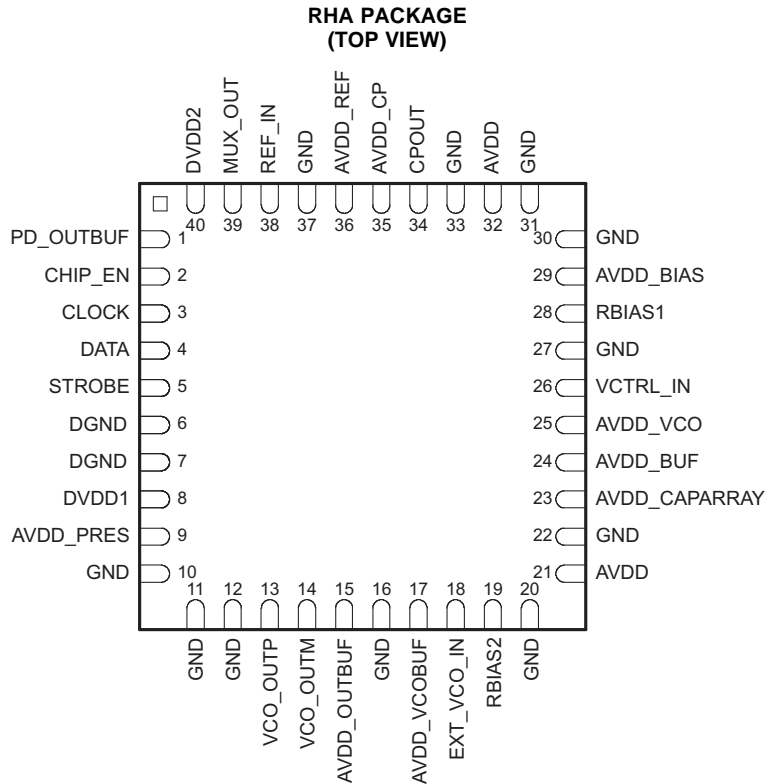 RHA PACKAGE
(TOP VIEW)
DVDD2
MUX_OUT
REF_IN
GND
AVDD_REF
AVDD_CP
CPOUT
GND
AVDD
GND
40 39 38 37 36 35 34 33 32 31
PD_OUTBUF 1
CHIP_EN 2
CLOCK 3
DATA 4
STROBE 5
DGND 6
DGND 7
DVDD1 8
AVDD_PRES 9
GND 10
30 GND
29 AVDD_BIAS
28 RBIAS1
27 GND
26 VCTRL_IN
25 AVDD_VCO
24 AVDD_BUF
23 AVDD_CAPARRAY
22 GND
21 AVDD
11 12 13 14 15 16 17 18 19 20
GND
GND
VCO_OUTP
VCO_OUTM
AVDD_OUTBUF
GND
AVDD_VCOBUF
EXT_VCO_IN
RBIAS2
GND